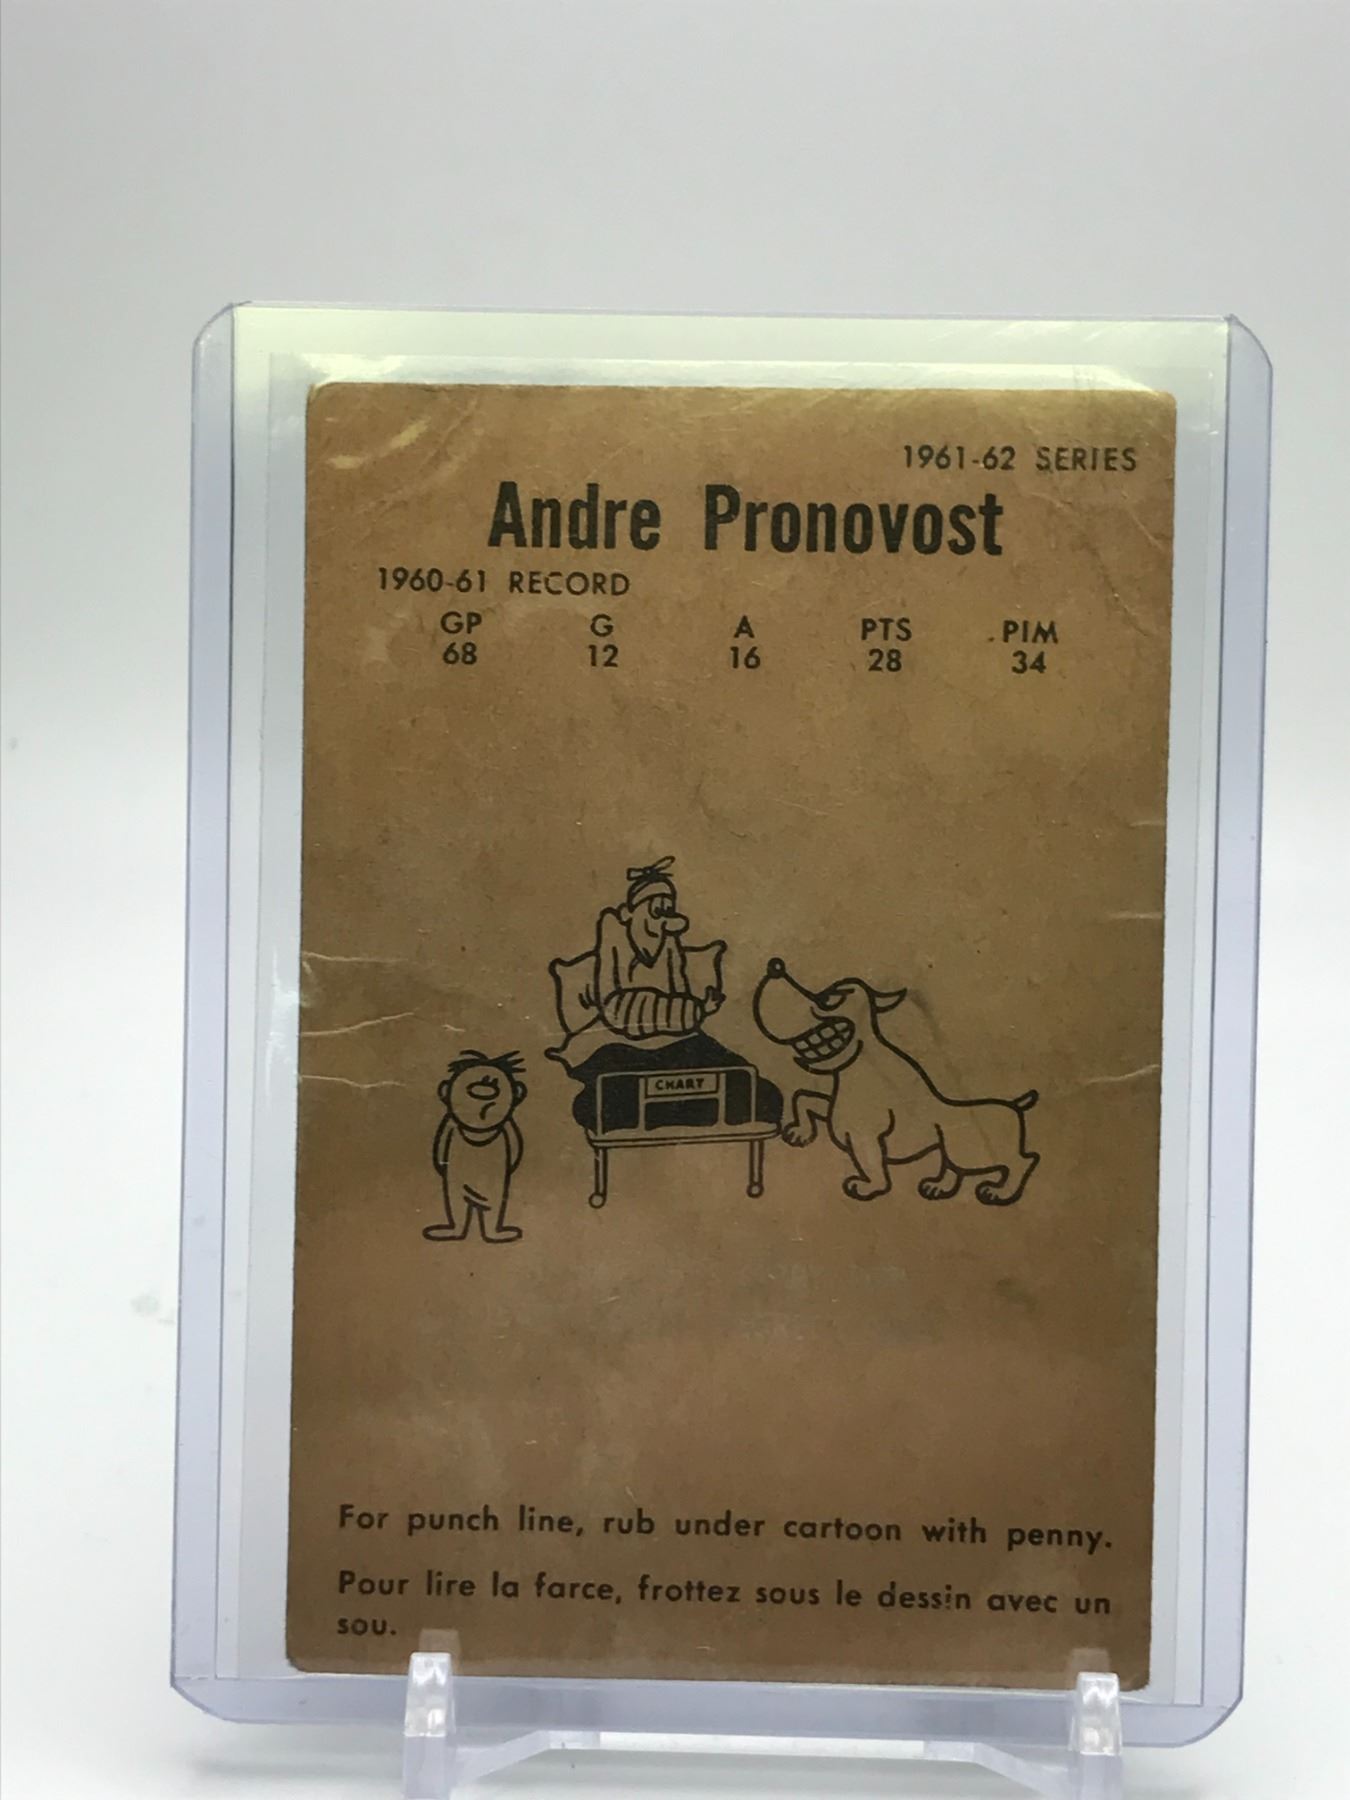 1961-62 SERIES
Andre Pronovost
1960-61 RECORD
GP G A PTS PIM
68 12 16 28 34
CHART
For punch line, rub under cartoon with penny.
Pour lire la farce, frottez sous le dessin avec un
sou.